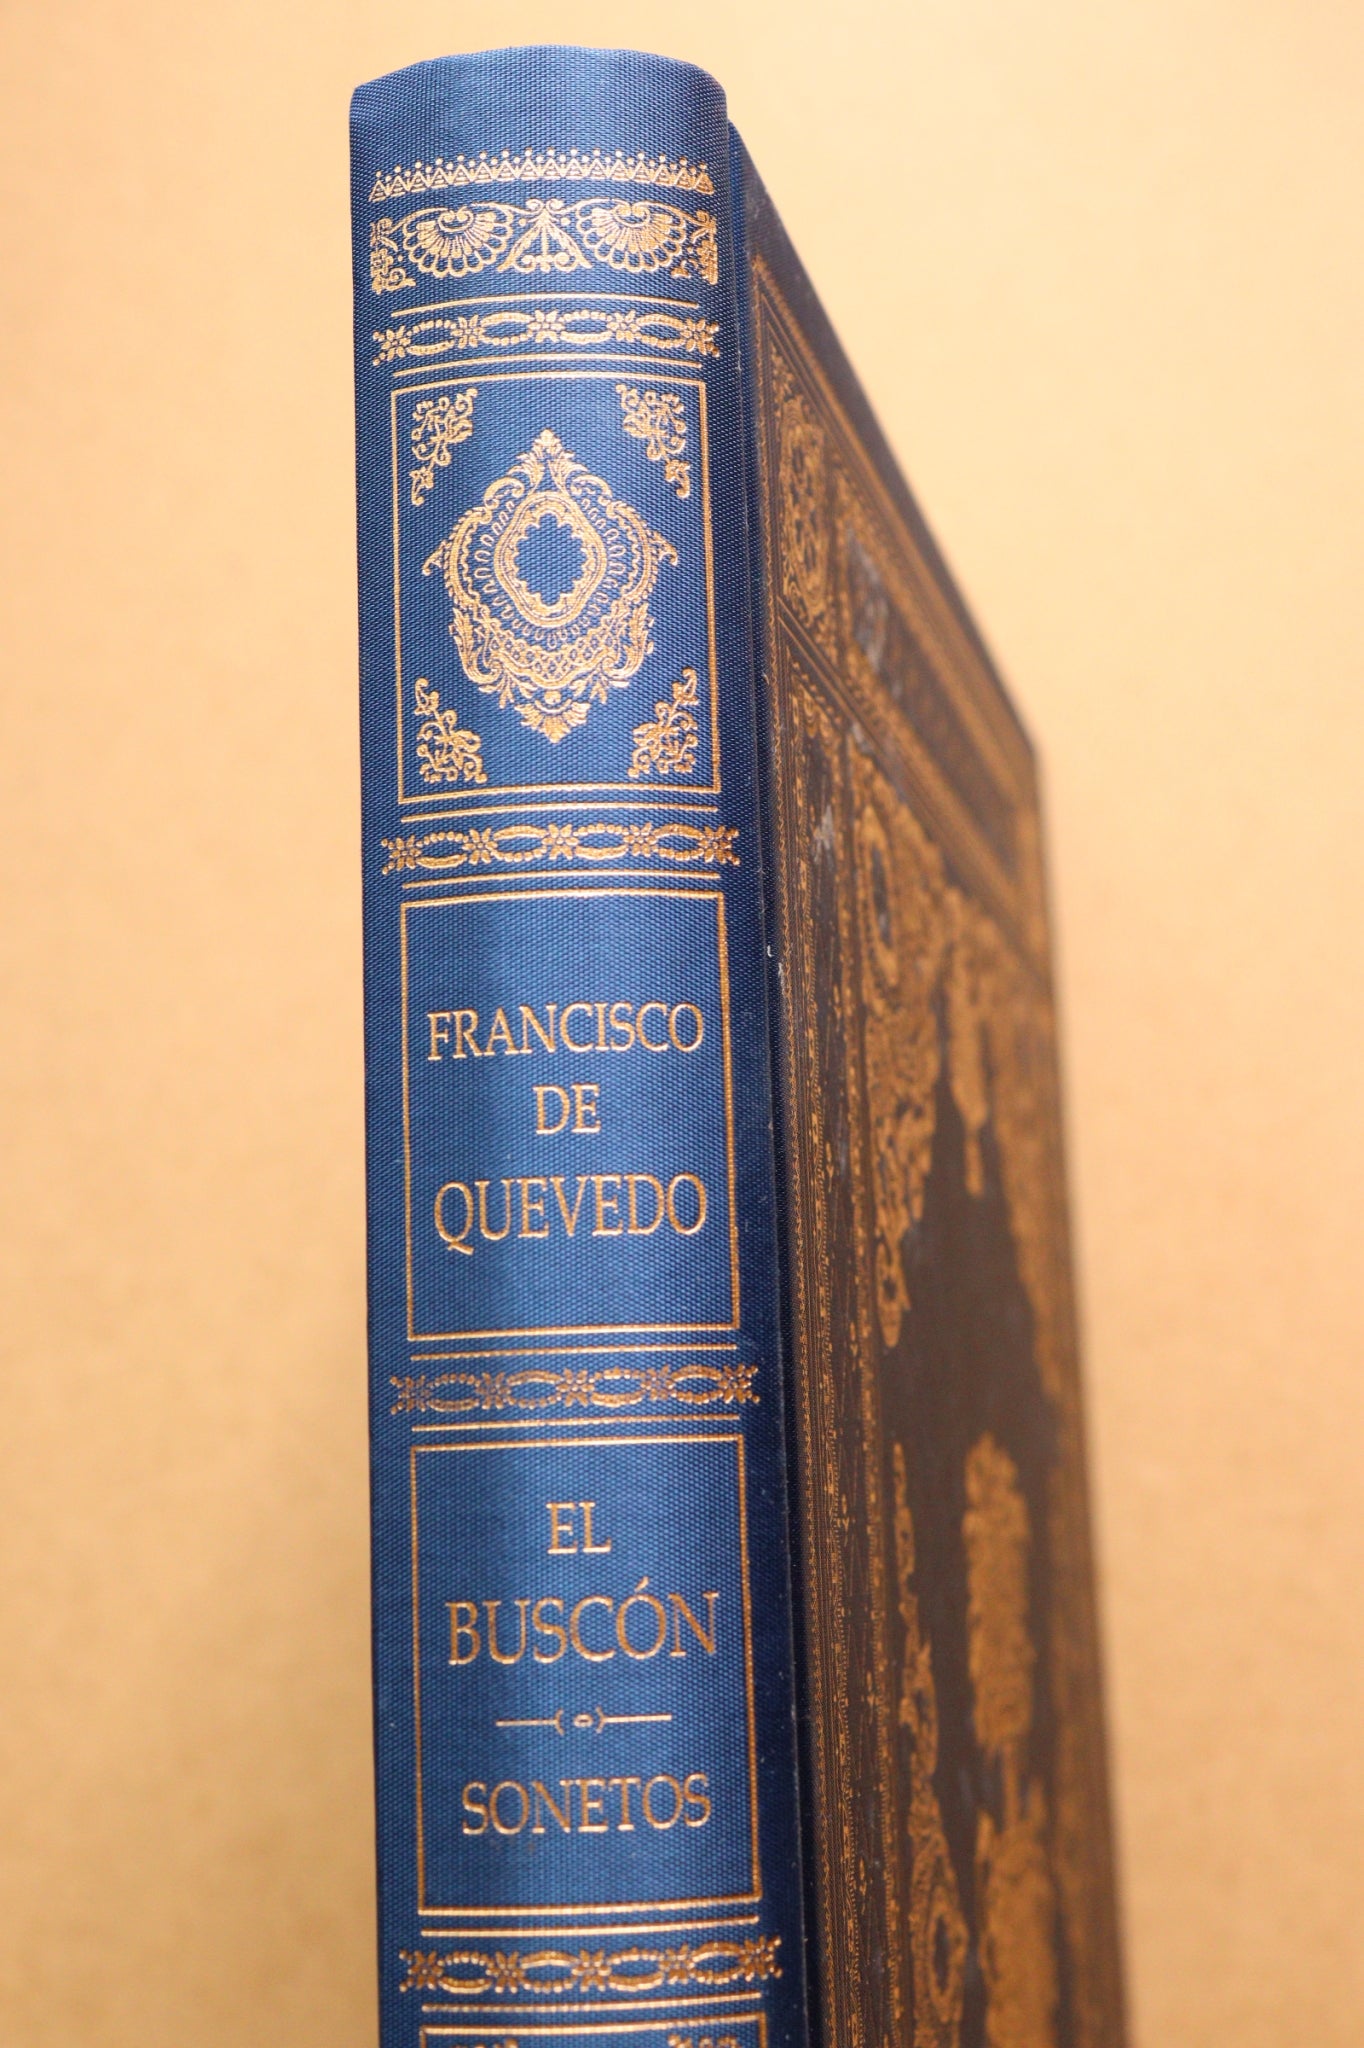 FRANCISCO
DE
QUEVEDO
EL
BUSCÓN
SONETOS